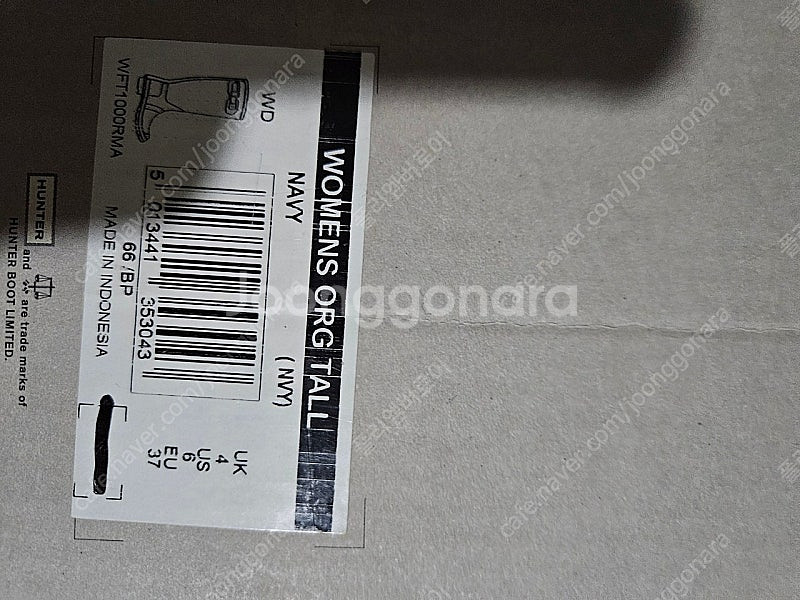 WOMENS ORG TALL
NAVY
( NVY)
WD
5 013441 353043
66 /BP
MADE IN INDONESIA
WFT1000RMA
UK
4
US
6
EU
37
HUNTER
and are trade marks of
HUNTER BOOT LIMITED.
Joonggonara
cafe.naver.com/joonggonara